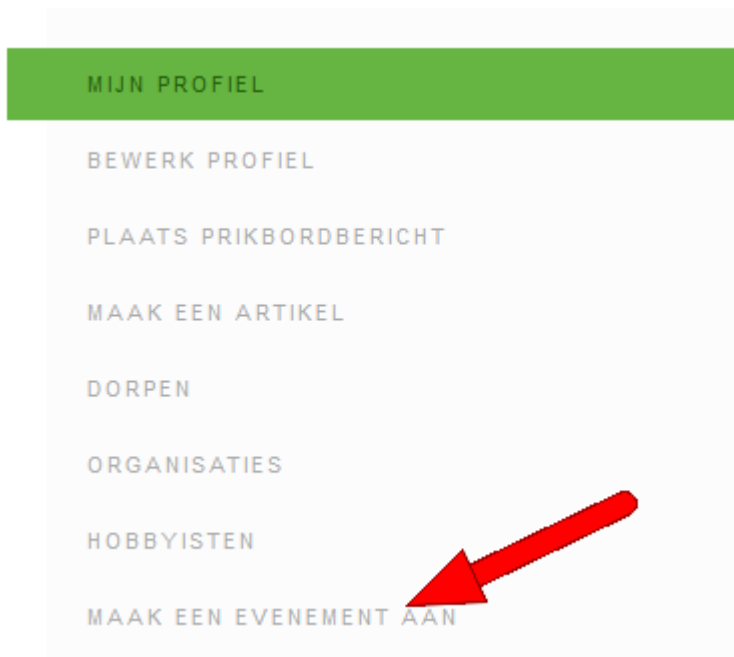 MIJN PROFIEL
BEWERK PROFIEL
PLAATS PRIKBORDBERICHT
MAAK EEN ARTIKEL
DORPEN
ORGANISATIES
HOBBYISTEN
MAAK EEN EVENEMENT AAN